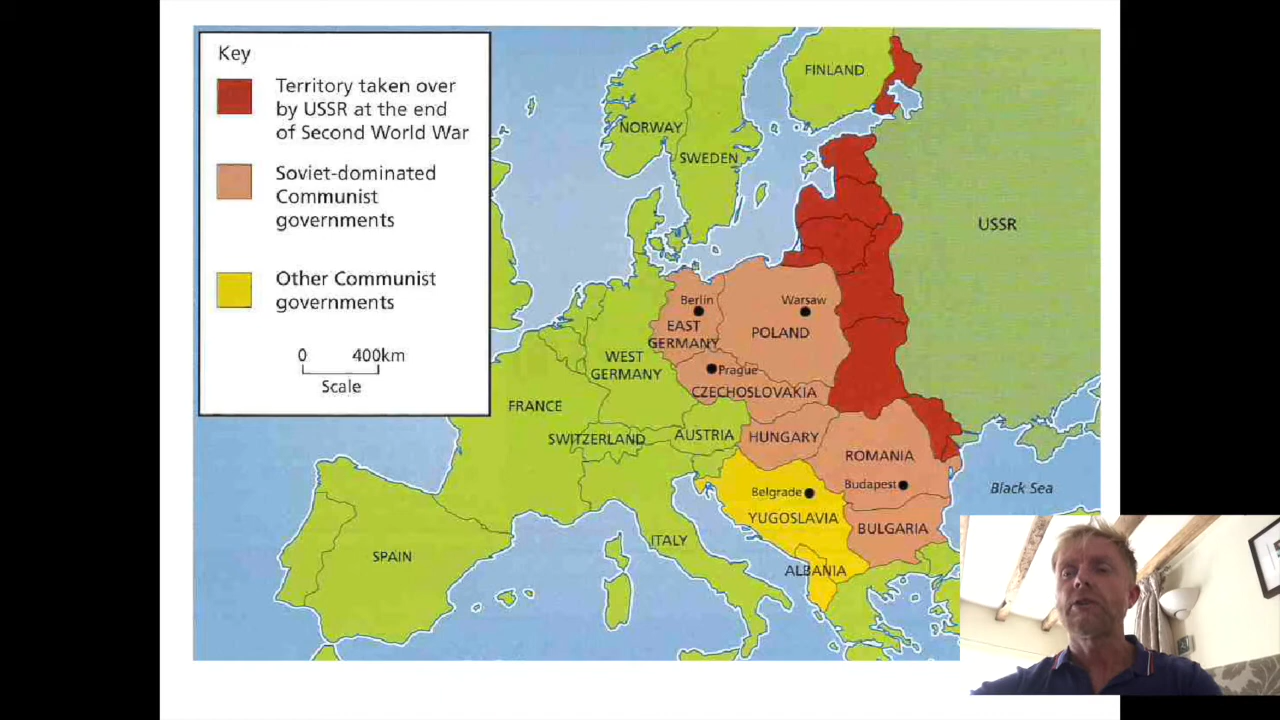 Key
Territory taken over
by USSR at the end
of Second World War
Soviet-dominated
Communist
governments
Other Communist
governments
0 400km
Scale
FINLAND
NORWAY
SWEDEN
USSR
Berlin
Warsaw
EAST
GERMANY
POLAND
WEST
GERMANY
Prague
CZECHOSLOVAKIA
FRANCE
SWITZERLAND
AUSTRIA
HUNGARY
ROMANIA
Budapest
Black Sea
Belgrade
YUGOSLAVIA
BULGARIA
ITALY
SPAIN
ALBANIA